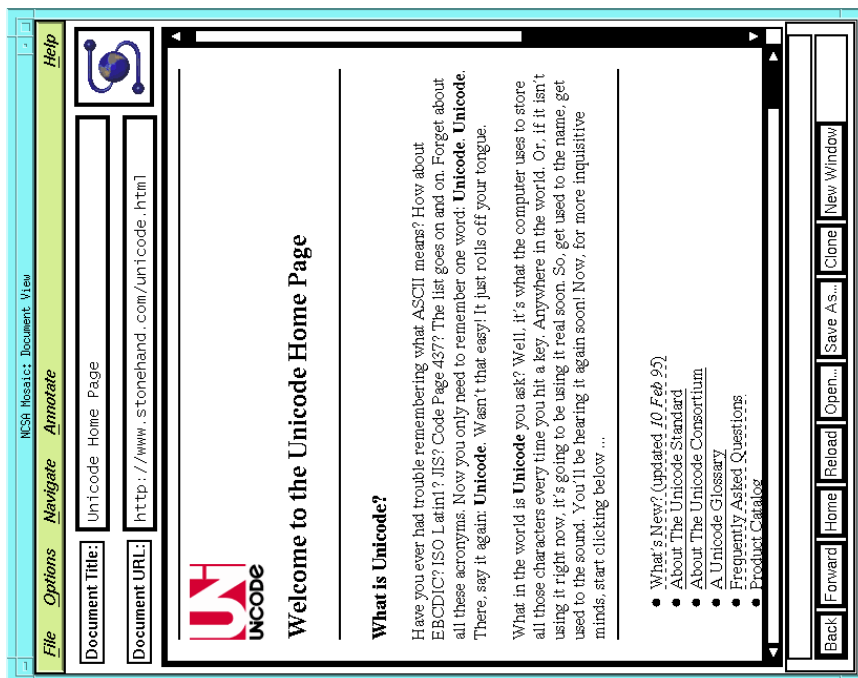 NCSA Mosaic: Document View
File Options Navigate Annotate Help
Document Title: Unicode Home Page
Document URL: http://www.stonehand.com/unicode.html
UNICODE
Welcome to the Unicode Home Page
What is Unicode?
Have you ever had trouble remembering what ASCII means? How about
EBCDIC? ISO Latin1? JIS? Code Page 437? The list goes on and on. Forget about
all these acronyms. Now you only need to remember one word: Unicode. Unicode.
There, say it again: Unicode. Wasn't that easy! It just rolls off your tongue.
What in the world is Unicode you ask? Well, it's what the computer uses to store
all those characters every time you hit a key. Anywhere in the world. Or, if it isn't
using it right now, it's going to be using it real soon. So, get used to the name, get
used to the sound. You'll be hearing it again soon! Now, for more inquisitive
minds, start clicking below ...
• What's New? (updated 10 Feb 95)
• About The Unicode Standard
• About The Unicode Consortium
• A Unicode Glossary
• Frequently Asked Questions
• Product Catalog
Back Forward Home Reload Open... Save As... Clone New Window